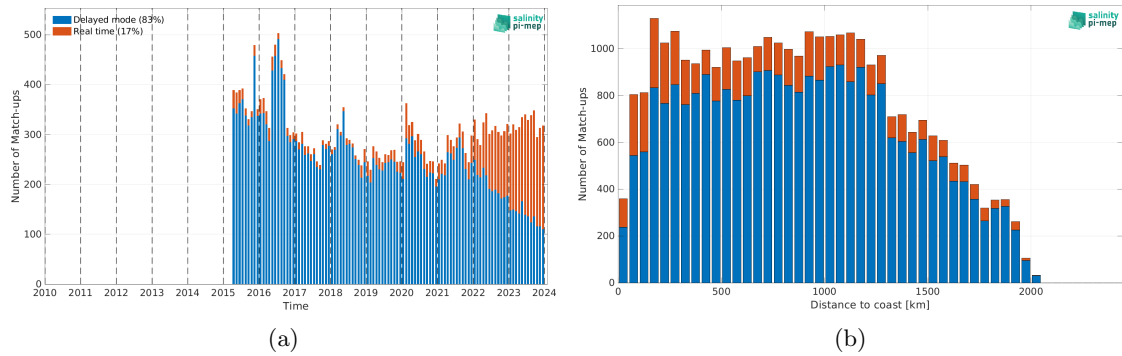 Delayed mode (83%)
Real time (17%)
salinity
pi-mep
500
400
300
200
100
0
Number of Match-ups
2010 2011 2012 2013 2014 2015 2016 2017 2018 2019 2020 2021 2022 2023 2024
Time
(a)
salinity
pi-mep
1000
800
600
400
200
0
Number of Match-ups
0 500 1000 1500 2000
Distance to coast [km]
(b)